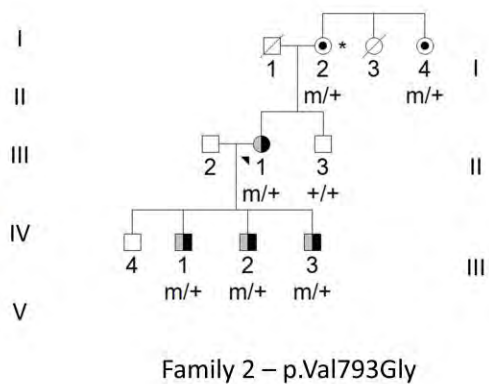 I
1 2 * 3 4
m/+ m/+
I
II
III
2 1 3
m/+ +/+
II
IV
4 1 2 3
m/+ m/+ m/+
III
V
Family 2 – p.Val793Gly